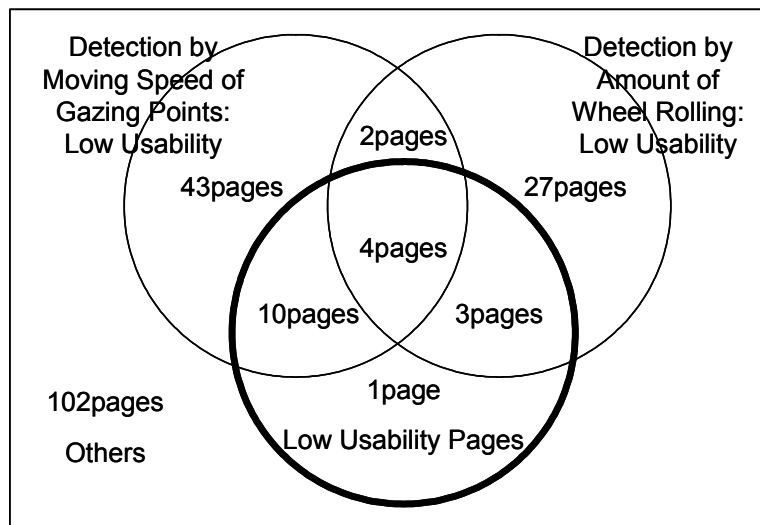 Detection by
Moving Speed of
Gazing Points:
Low Usability
Detection by
Amount of
Wheel Rolling:
Low Usability
2pages
43pages
27pages
4pages
10pages
3pages
1page
102pages
Low Usability Pages
Others